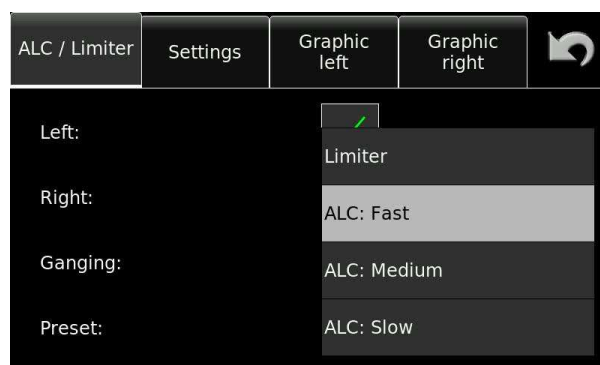 ALC / Limiter
Settings
Graphic
left
Graphic
right
Left:
Limiter
Right:
ALC: Fast
Ganging:
ALC: Medium
Preset:
ALC: Slow